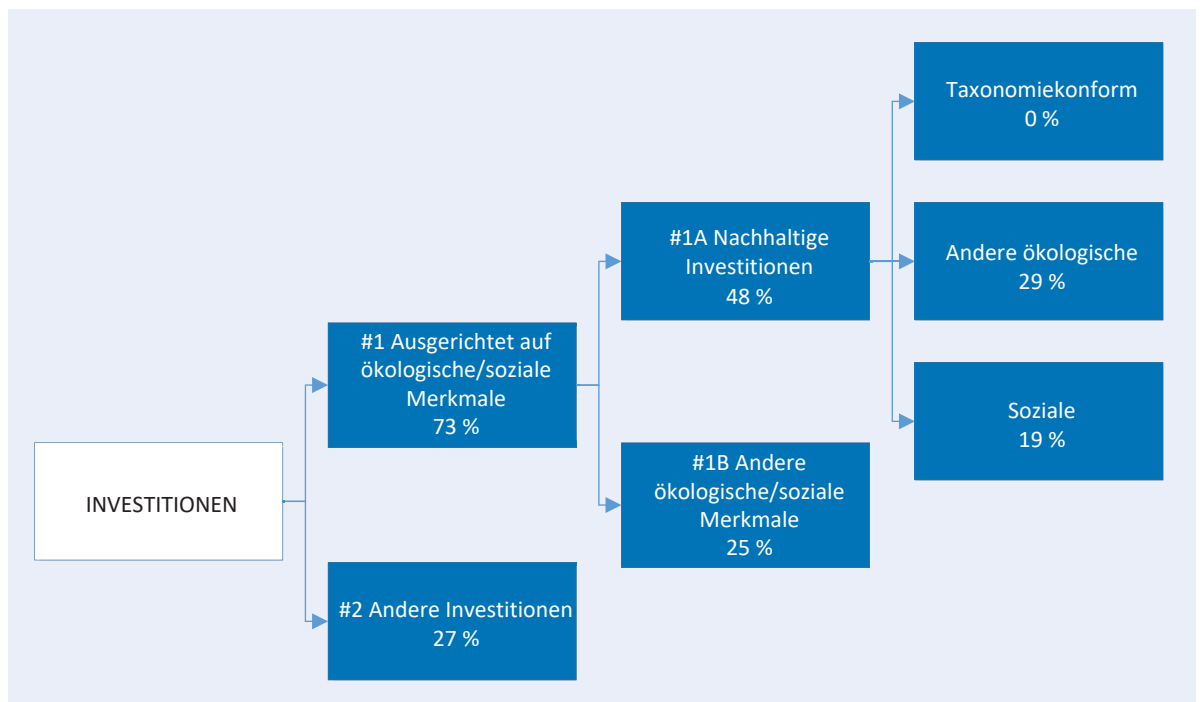 INVESTITIONEN
#1 Ausgerichtet auf
ökologische/soziale
Merkmale
73 %
#2 Andere Investitionen
27 %
#1A Nachhaltige
Investitionen
48 %
#1B Andere
ökologische/soziale
Merkmale
25 %
Taxonomiekonform
0 %
Andere ökologische
29 %
Soziale
19 %